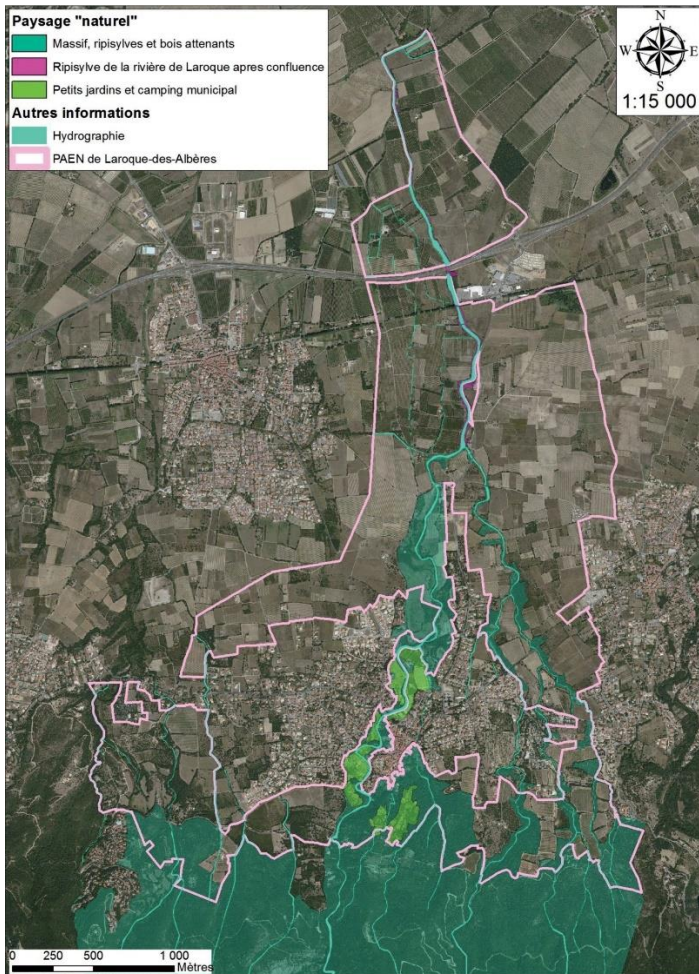 Paysage "naturel"
Massif, ripisylves et bois attenants
Ripisylve de la rivière de Laroque apres confluence
Petits jardins et camping municipal
Autres informations
Hydrographie
PAEN de Laroque-des-Albères
N
W E
S
1:15 000
0 250 500 1 000
Mètres